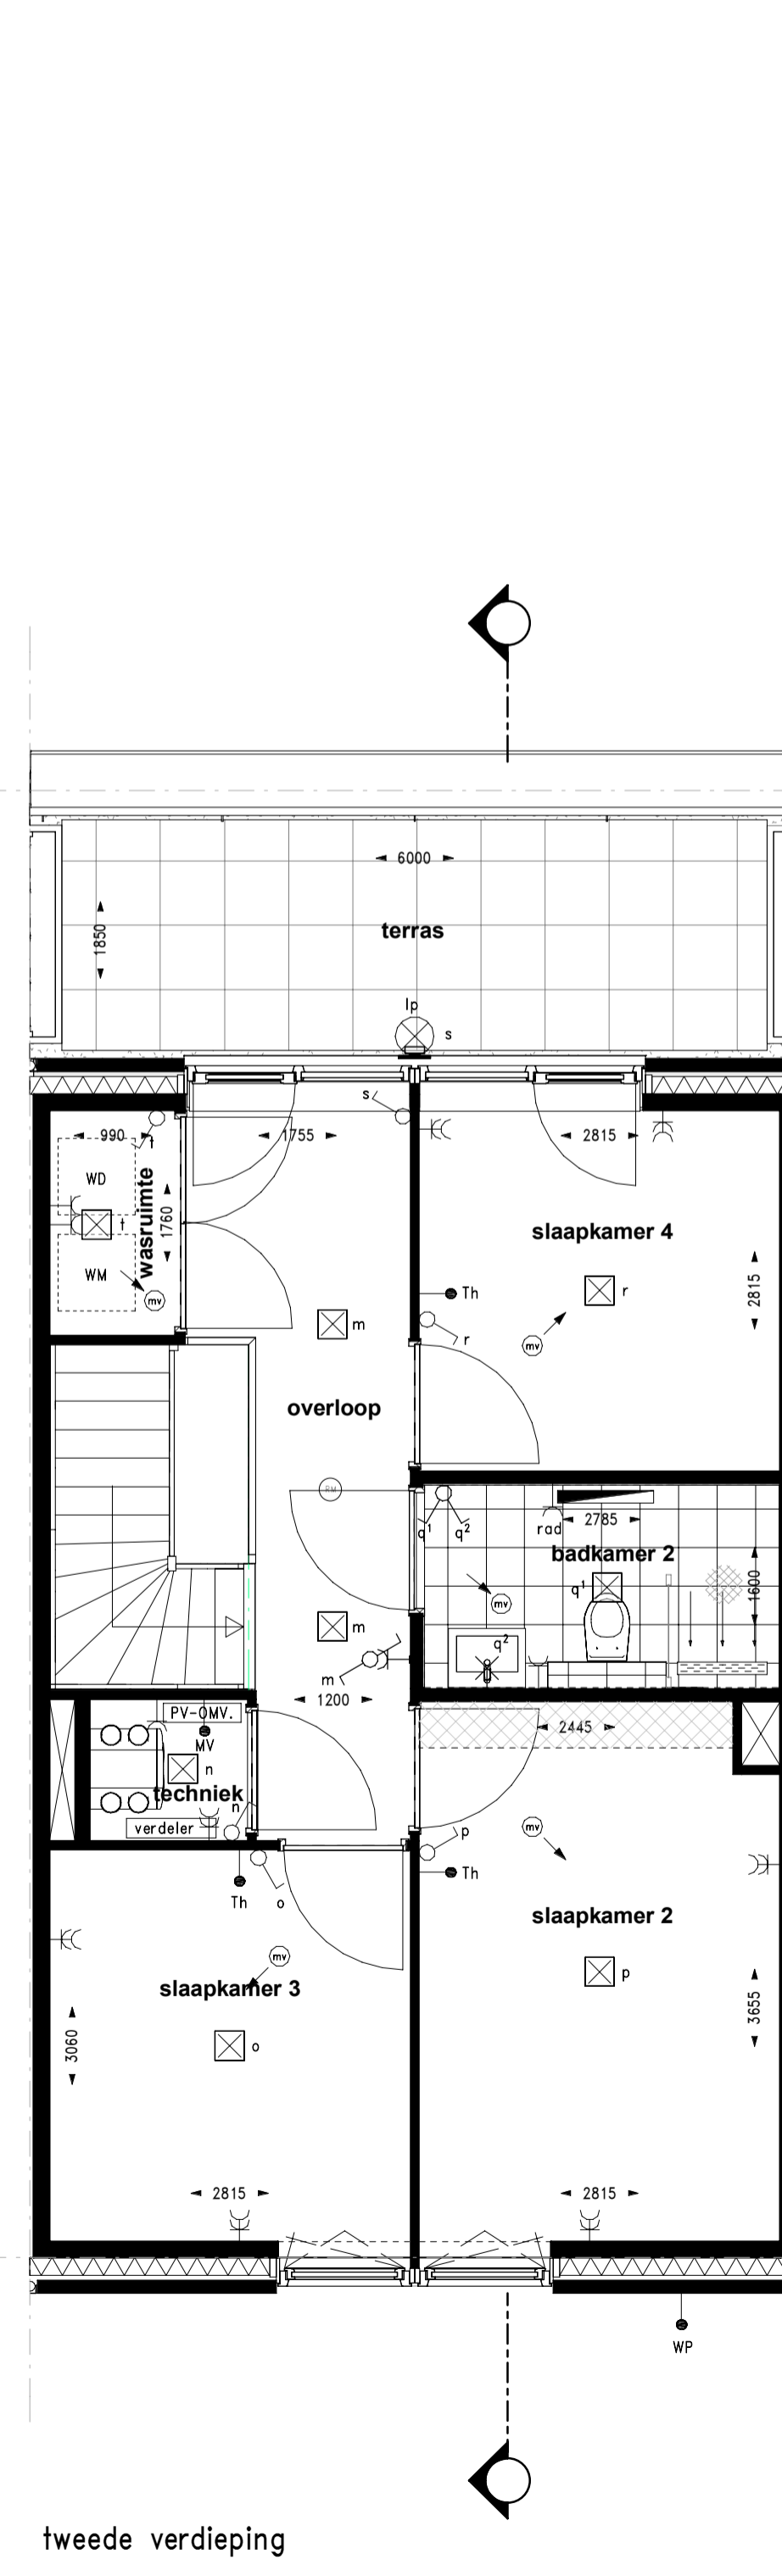 6000
1850
terras
lp
s
s
990
t
1755
2815
WD
wasruimte
1760
t
slaapkamer 4
WM
mv
Th
r
2815
m
r
mv
overloop
RM
q¹ q²
rad
2785
badkamer 2
q¹
1600
mv
m
q²
m
1200
PV-OMV.
MV
2445
n
techniek
n
verdeler
mv
p
Th
Th
o
slaapkamer 2
mv
slaapkamer 3
p
3655
3060
o
2815
2815
WP
tweede verdieping